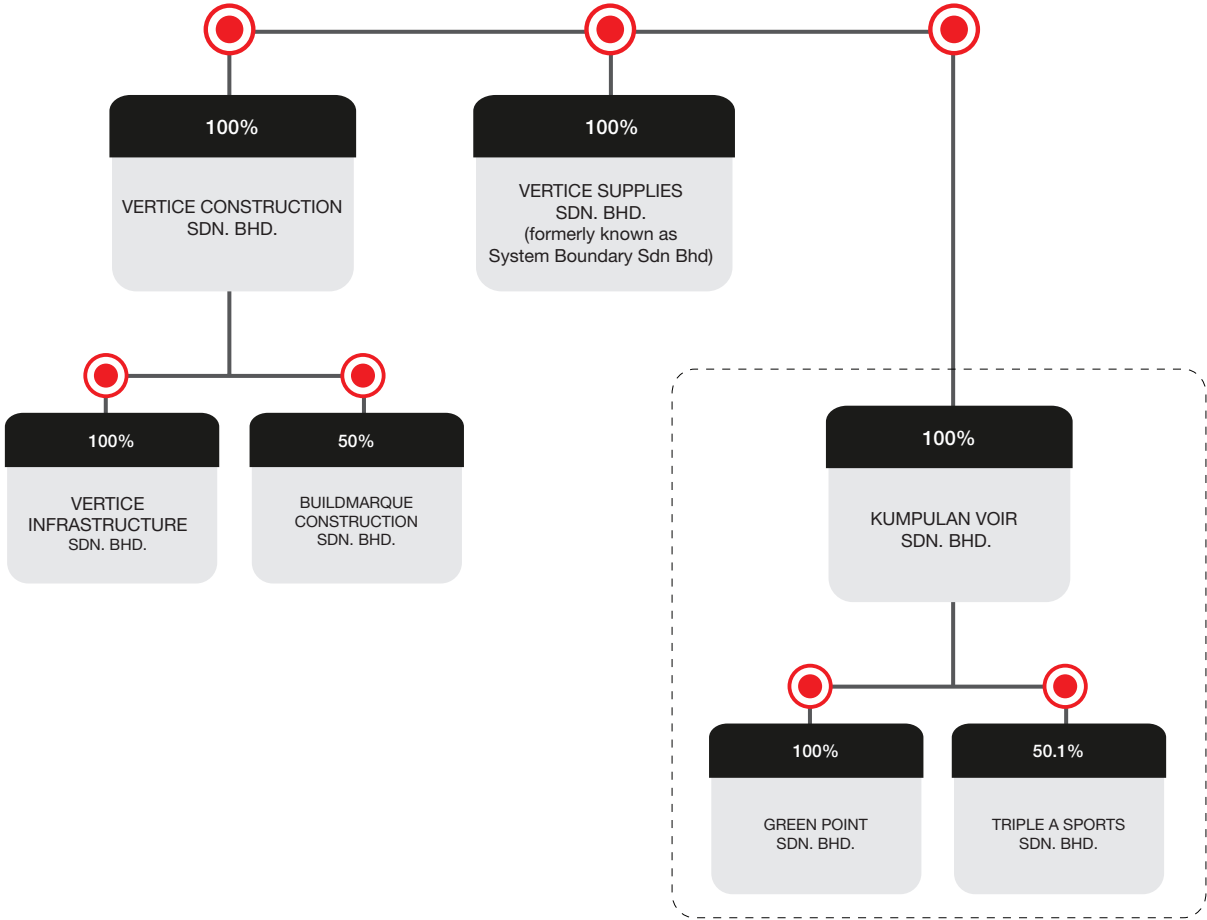 100%
VERTICE CONSTRUCTION
SDN. BHD.
100%
VERTICE SUPPLIES
SDN. BHD.
(formerly known as
System Boundary Sdn Bhd)
100%
VERTICE
INFRASTRUCTURE
SDN. BHD.
50%
BUILDMARQUE
CONSTRUCTION
SDN. BHD.
100%
KUMPULAN VOIR
SDN. BHD.
100%
GREEN POINT
SDN. BHD.
50.1%
TRIPLE A SPORTS
SDN. BHD.